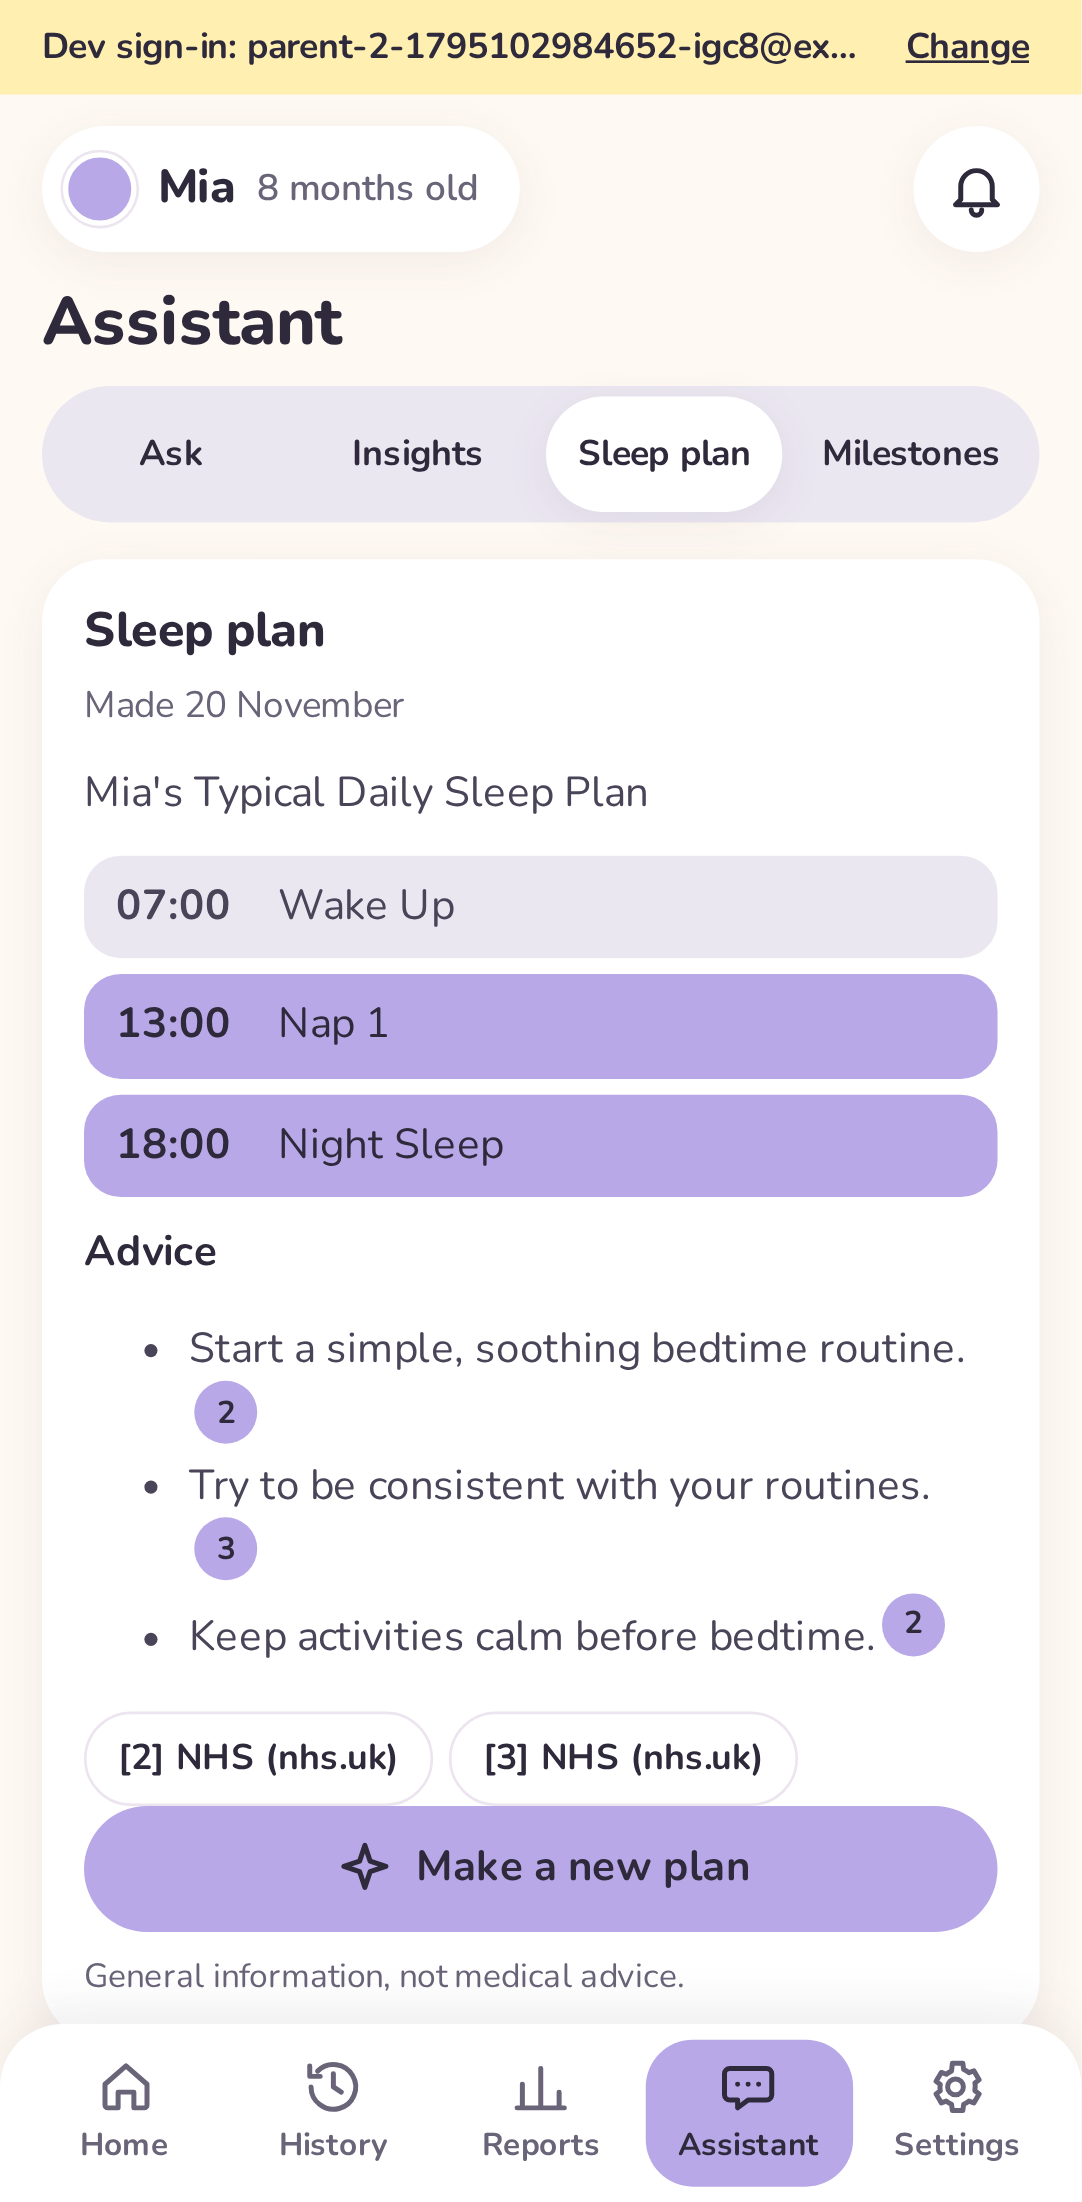 Dev sign-in: parent-2-1795102984652-igc8@ex... Change
Mia 8 months old
Assistant
Ask Insights Sleep plan Milestones
Sleep plan
Made 20 November
Mia's Typical Daily Sleep Plan
07:00 Wake Up
13:00 Nap 1
18:00 Night Sleep
Advice
• Start a simple, soothing bedtime routine.
2
• Try to be consistent with your routines.
3
• Keep activities calm before bedtime. 2
[2] NHS (nhs.uk) [3] NHS (nhs.uk)
Make a new plan
General information, not medical advice.
Home History Reports Assistant Settings